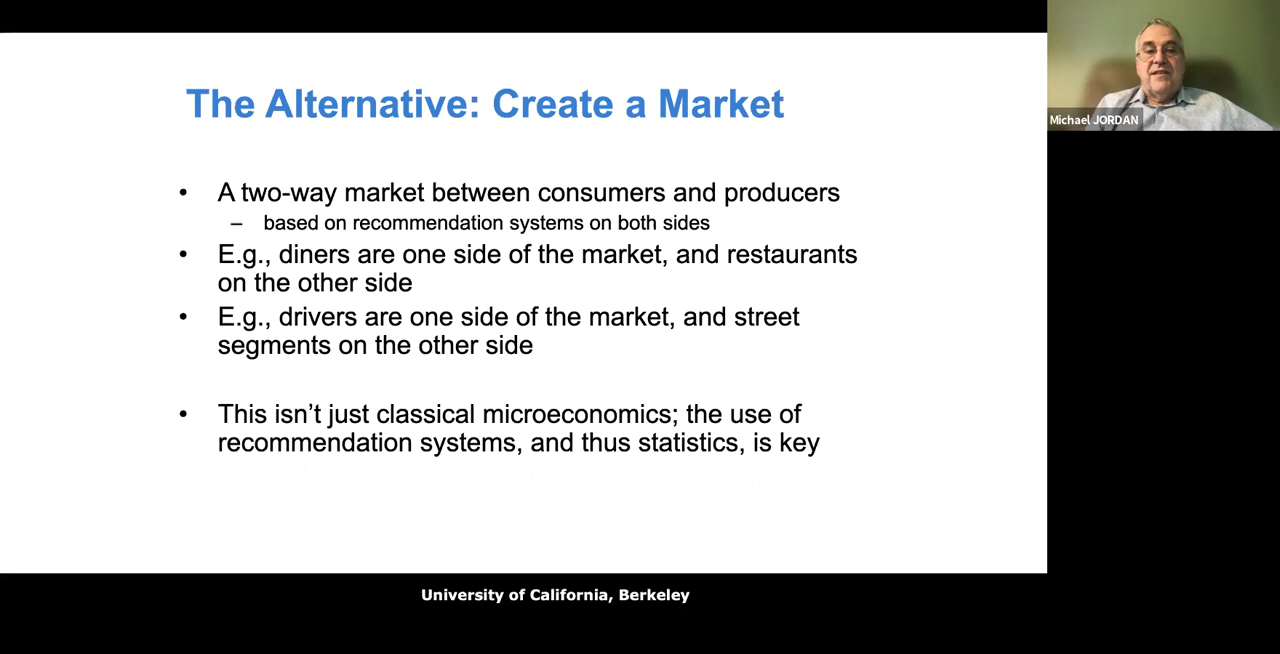 The Alternative: Create a Market
• A two-way market between consumers and producers
– based on recommendation systems on both sides
• E.g., diners are one side of the market, and restaurants
on the other side
• E.g., drivers are one side of the market, and street
segments on the other side
• This isn’t just classical microeconomics; the use of
recommendation systems, and thus statistics, is key
Michael JORDAN
University of California, Berkeley